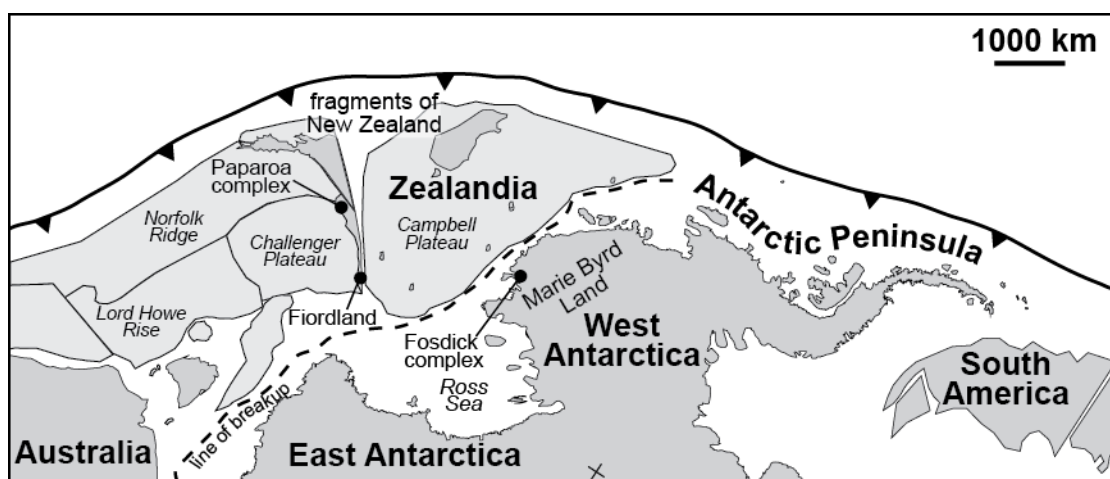 1000 km
fragments of
New Zealand
Paparoa
complex
Zealandia
Norfolk
Ridge
Campbell
Plateau
Challenger
Plateau
Antarctic Peninsula
Marie Byrd
Land
Lord Howe
Rise
Fiordland
West
Antarctica
Fosdick
complex
Ross
Sea
South
America
line of breakup
Australia
East Antarctica